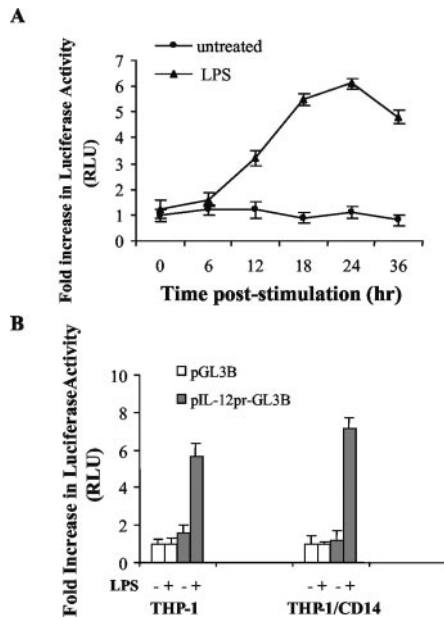 A
untreated
LPS
Fold increase in Luciferase Activity
(RLU)
7
6
5
4
3
2
1
0
0 6 12 18 24 36
Time post-stimulation (hr)
B
pGL3B
pIL-12pr-GL3B
Fold Increase in LuciferaseActivity
(RLU)
10
8
6
4
2
0
LPS - + - + - + - +
THP-1 THP-1/CD14